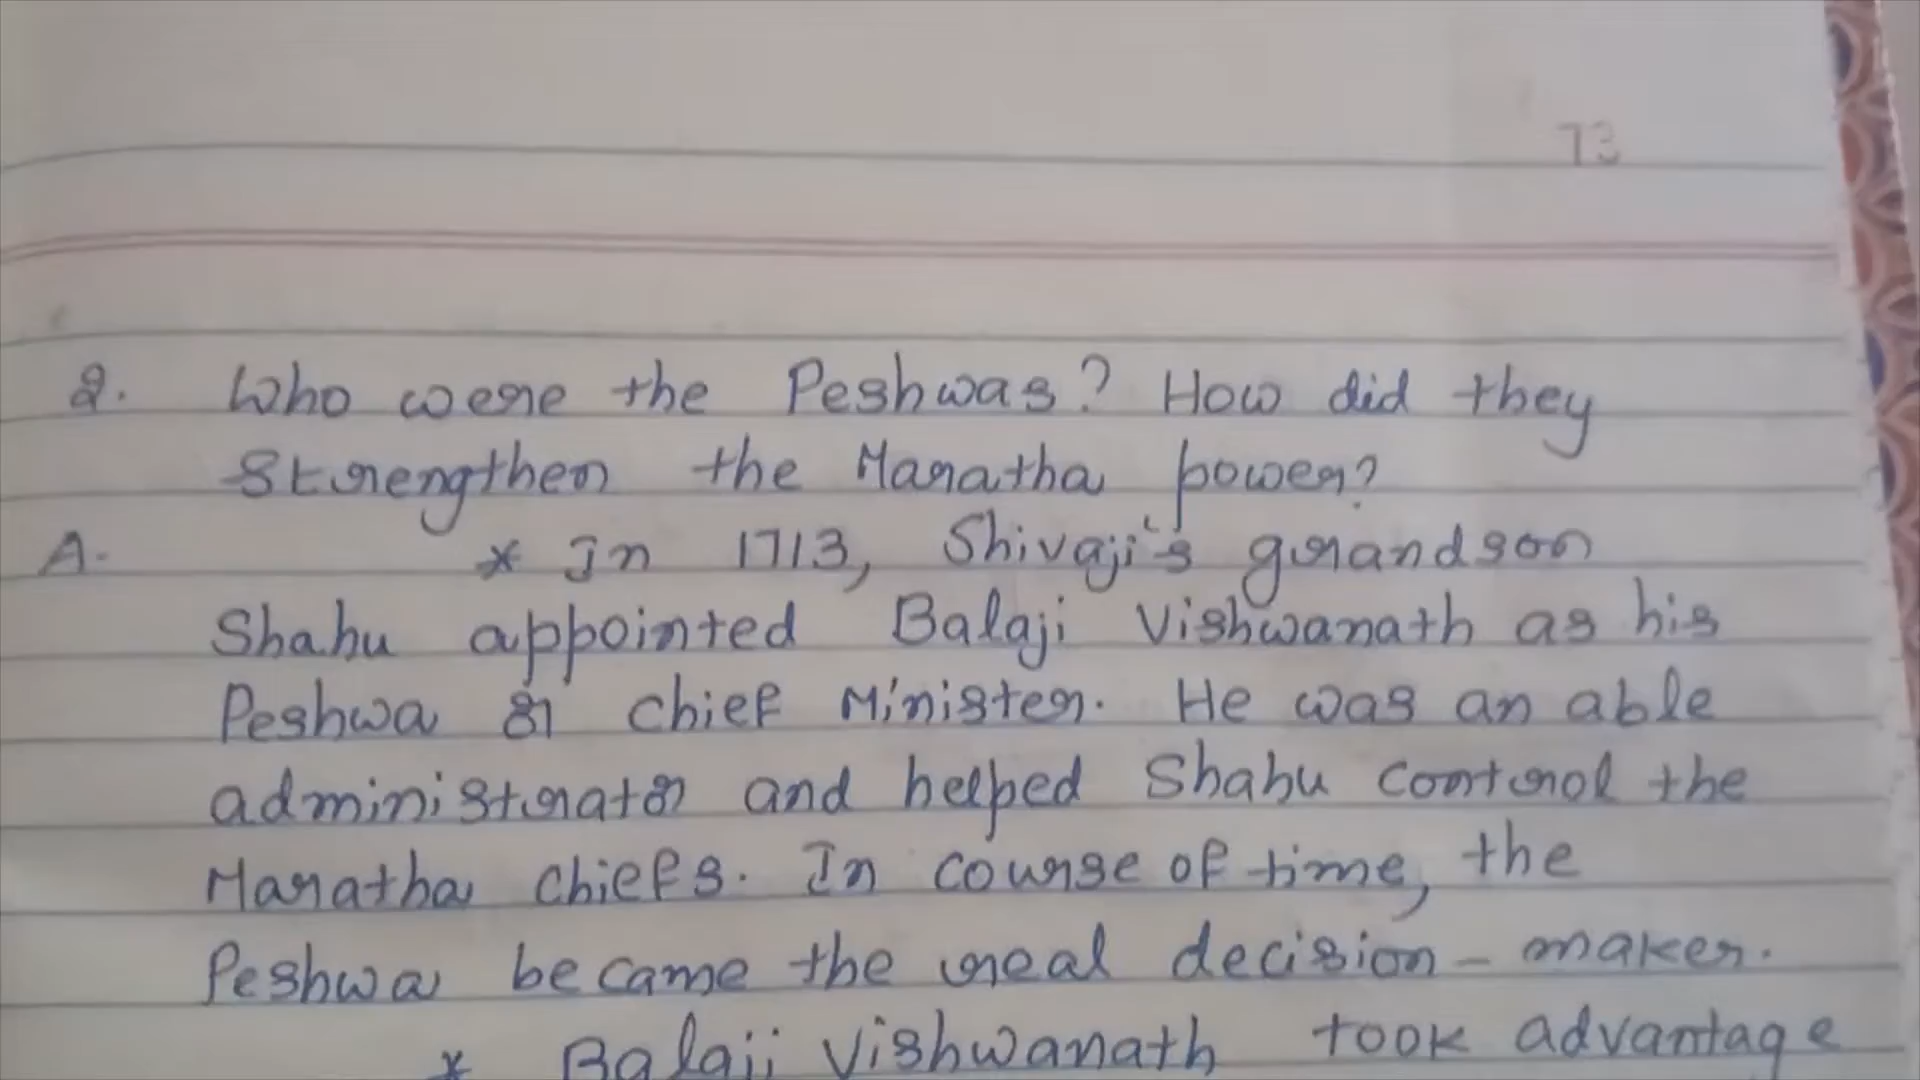 73
2. Who were the Peshwas? How did they
Strengthen the Maratha power?
A. * In 1713, Shivaji's grandson
Shahu appointed Balaji Vishwanath as his
Peshwa or chief Minister. He was an able
administrator and helped Shahu control the
Maratha chiefs. In course of time, the
Peshwa became the real decision - maker.
* Balaji Vishwanath took advantage